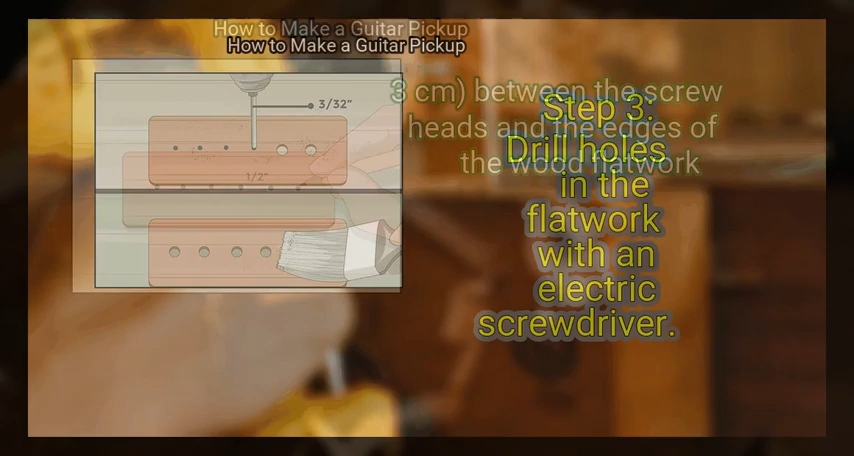 How to Make a Guitar Pickup
How to Make a Guitar Pickup
3/32"
1/2"
3 cm) between the screw
heads and the edges of
the wood flatwork
Step 3:
Drill holes
in the
flatwork
with an
electric
screwdriver.